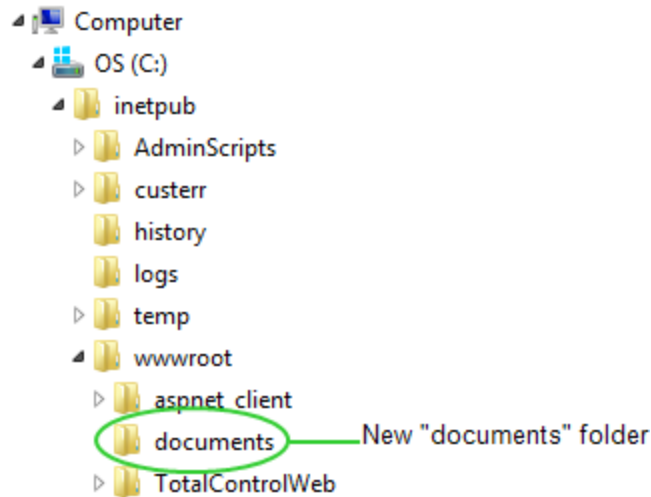 Computer
OS (C:)
inetpub
AdminScripts
custerr
history
logs
temp
wwwroot
aspnet_client
documents
New "documents" folder
TotalControlWeb